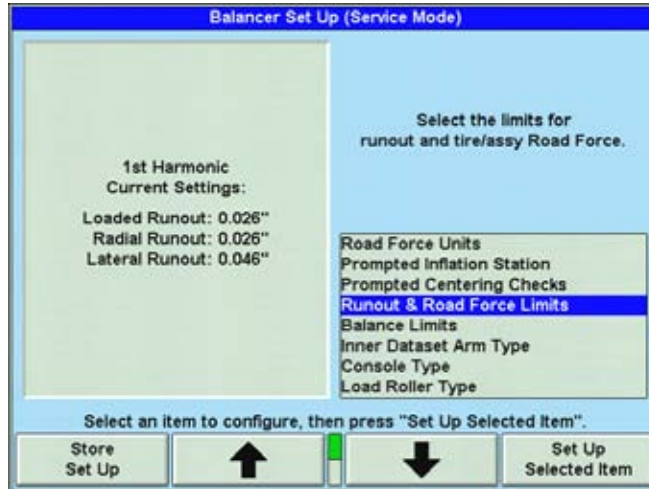 Balancer Set Up (Service Mode)
1st Harmonic
Current Settings:
Loaded Runout: 0.026"
Radial Runout: 0.026"
Lateral Runout: 0.046"
Select the limits for
runout and tire/assy Road Force.
Road Force Units
Prompted Inflation Station
Prompted Centering Checks
Runout & Road Force Limits
Balance Limits
Inner Dataset Arm Type
Console Type
Load Roller Type
Select an item to configure, then press "Set Up Selected Item".
Store
Set Up
Set Up
Selected Item